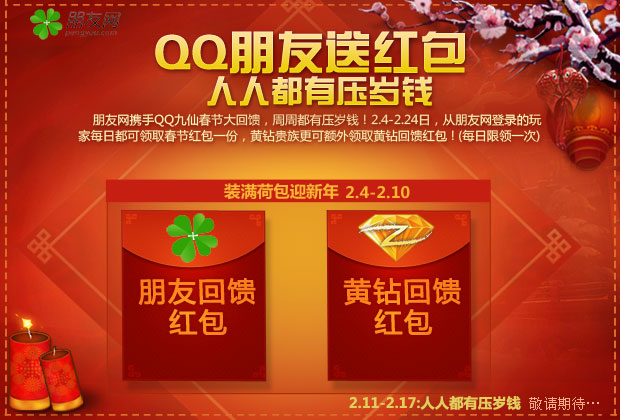 朋友网
pengyou.com
QQ朋友送红包
人人都有压岁钱
朋友网携手QQ九仙春节大回馈，周周都有压岁钱！2.4-2.24日，从朋友网登录的玩
家每日都可领取春节红包一份，黄钻贵族更可额外领取黄钻回馈红包！(每日限领一次)
装满荷包迎新年 2.4-2.10
朋友回馈
红包
黄钻回馈
红包
2.11-2.17:人人都有压岁钱 敬请期待…